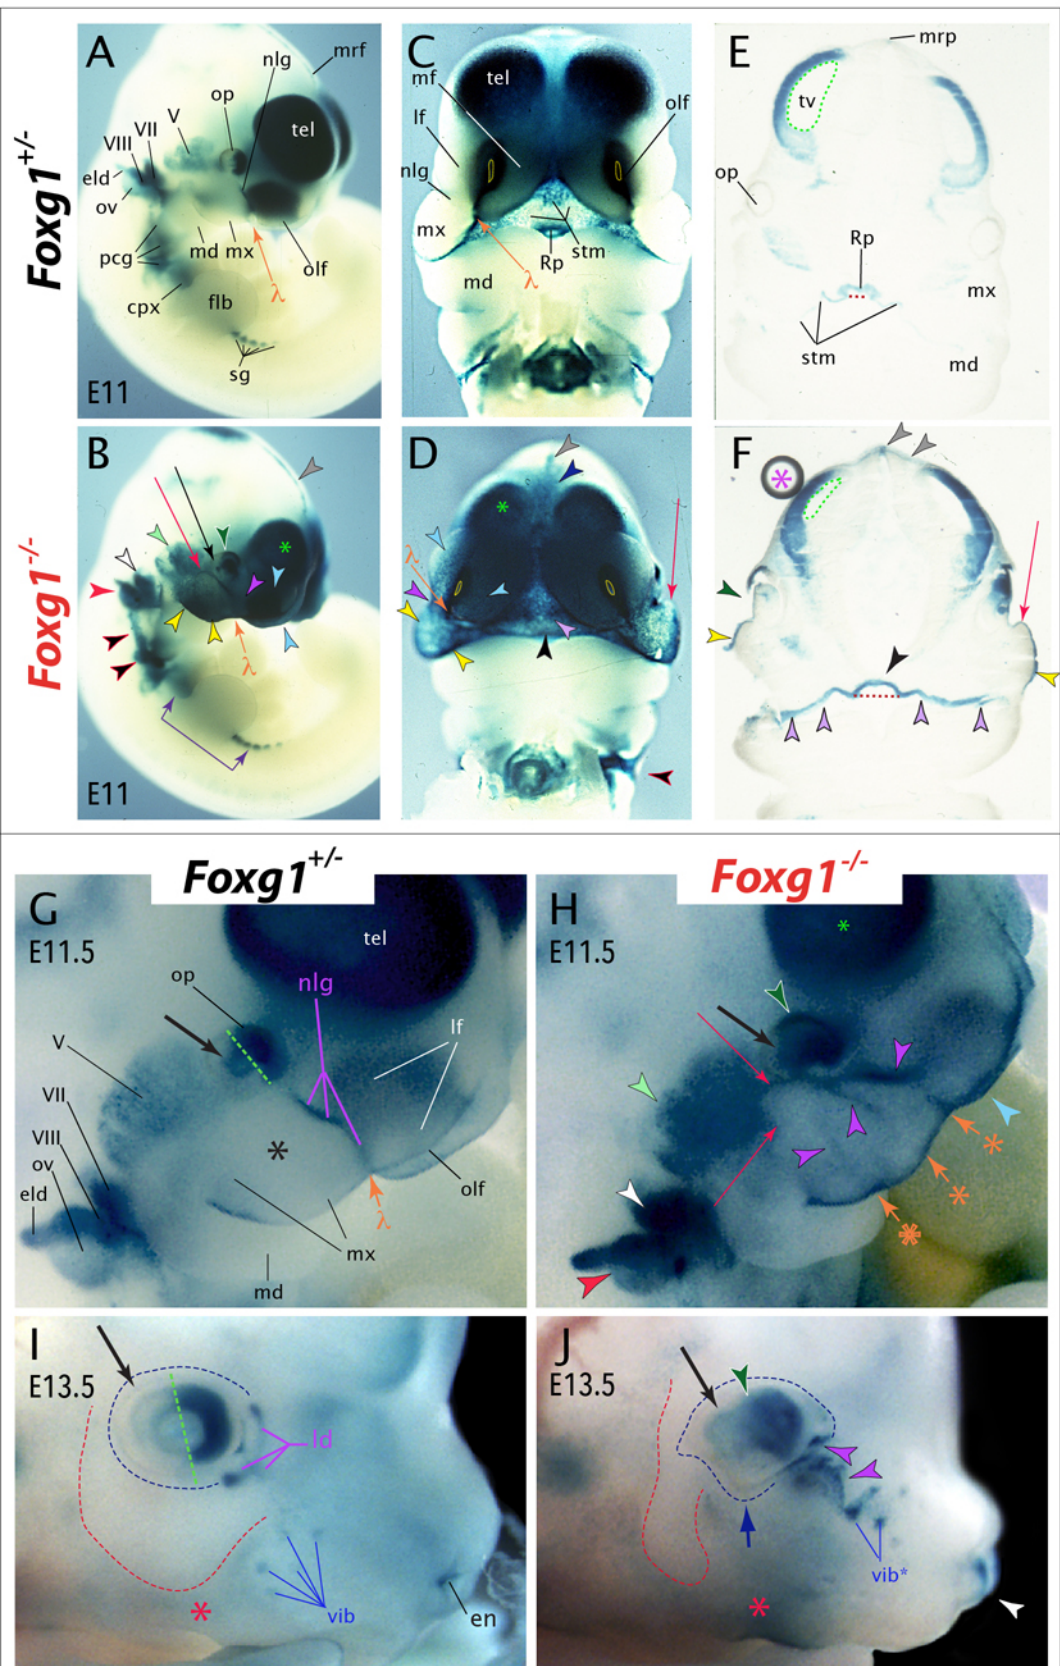 Foxg1+/-
A
nlg
mrf
op
V
tel
VII
VIII
eld
ov
pcg
md
mx
olf
λ
cpx
flb
sg
E11
C
mf
tel
lf
olf
nlg
mx
Rp
stm
md
λ
E
mrp
tv
op
Rp
mx
stm
md
Foxg1-/-
B
*
λ
E11
D
*
λ
F
*
Foxg1+/-
Foxg1-/-
G
E11.5
tel
op
nlg
lf
V
VII
VIII
ov
eld
*
olf
λ
mx
md
H
E11.5
*
*
*
*
I
E13.5
ld
vib
en
*
J
E13.5
vib*
*